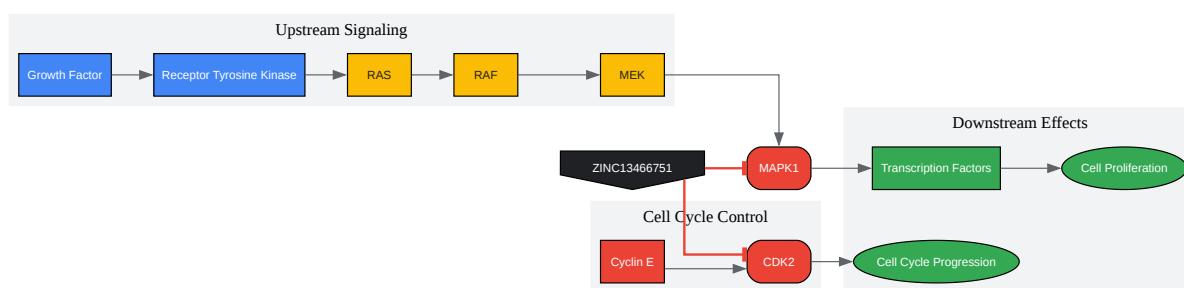 Upstream Signaling
Growth Factor
Receptor Tyrosine Kinase
RAS
RAF
MEK
Downstream Effects
ZINC13466751
MAPK1
Transcription Factors
Cell Proliferation
Cell Cycle Control
Cyclin E
CDK2
Cell Cycle Progression